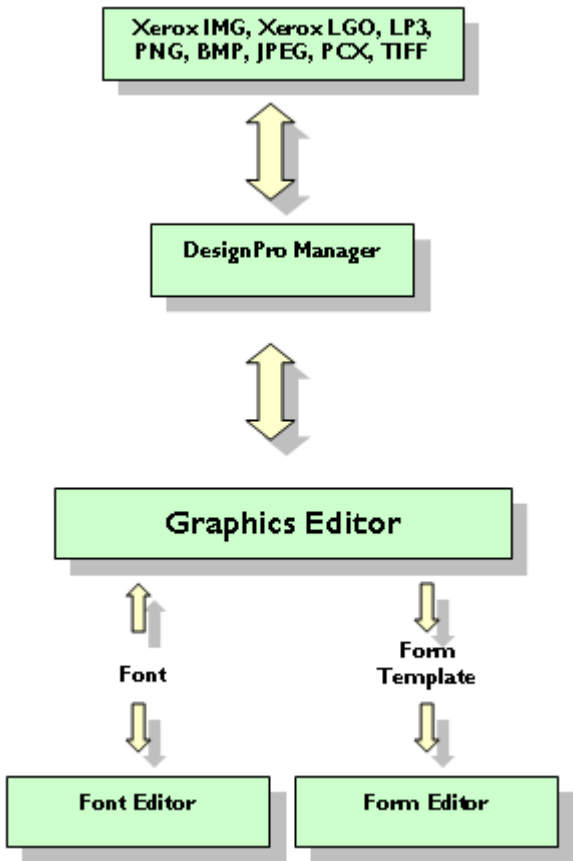 Xerox IMG, Xerox LGO, LP3,
PNG, BMP, JPEG, PCX, TIFF
DesignPro Manager
Graphics Editor
Font
Form
Template
Font Editor
Form Editor